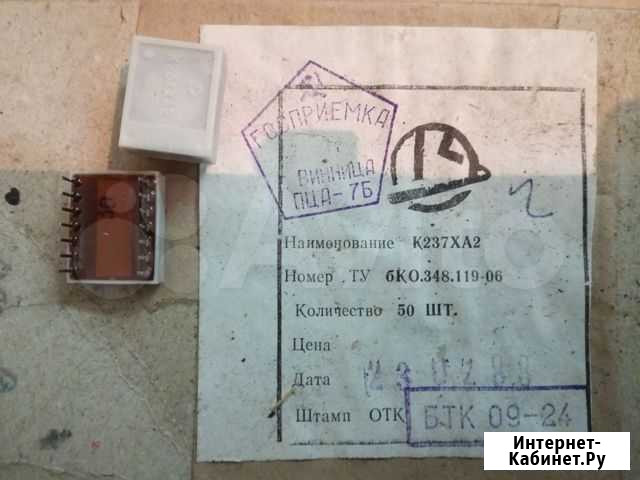 ГОСПРИЕМКА
ВИННИЦА
ПЦА-7Б
Наименование К237ХА2
Номер ТУ бКО.348.119-06
Количество 50 ШТ.
Цена
Дата
Штамп ОТК БТК 09-24
Интернет-
Кабинет.Ру